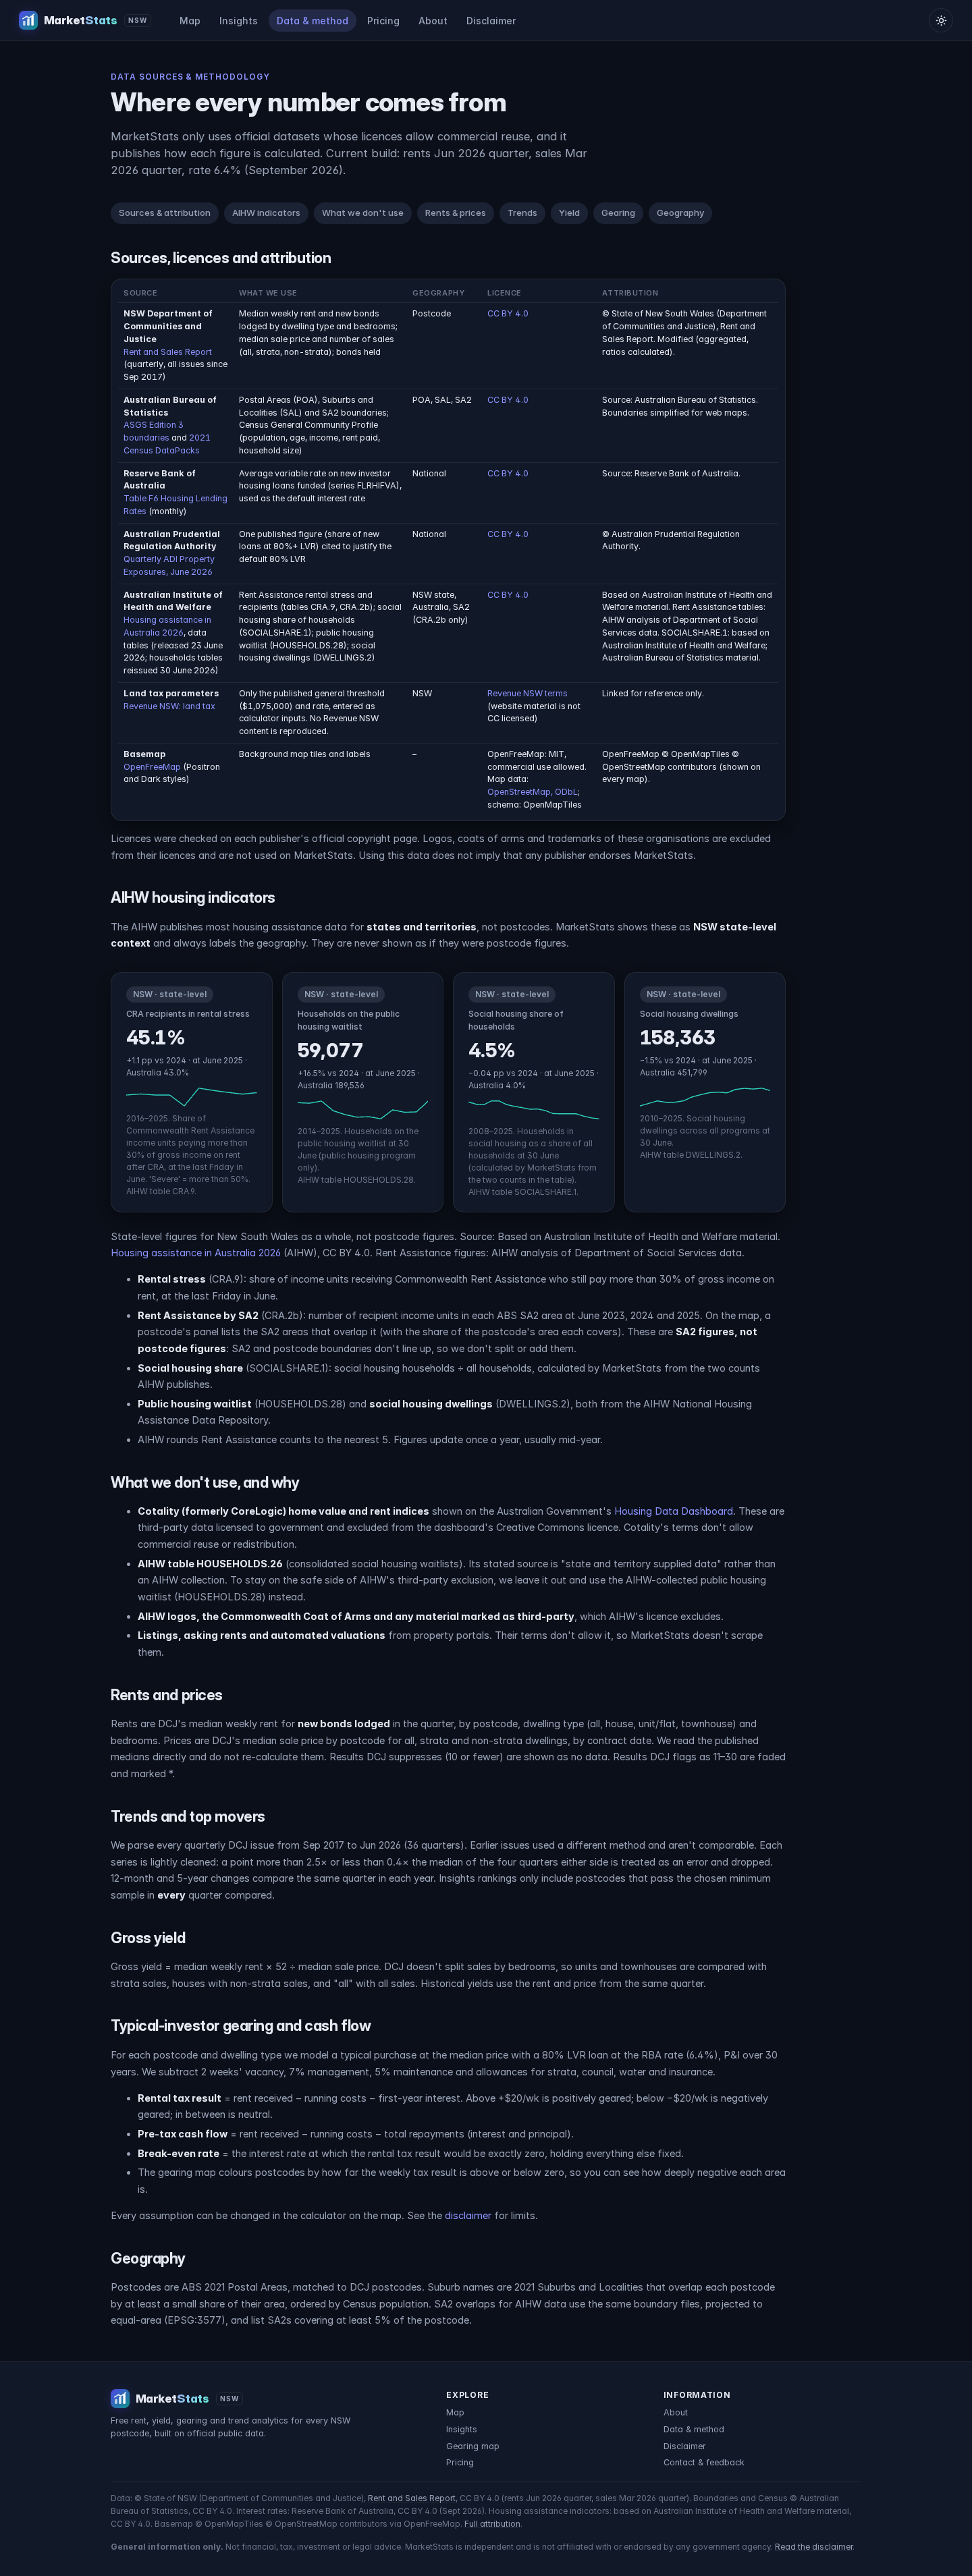 MarketStats NSW Map Insights Data & method Pricing About Disclaimer
DATA SOURCES & METHODOLOGY
Where every number comes from
MarketStats only uses official datasets whose licences allow commercial reuse, and it
publishes how each figure is calculated. Current build: rents Jun 2026 quarter, sales Mar
2026 quarter, rate 6.4% (September 2026).
Sources & attribution AIHW indicators What we don't use Rents & prices Trends Yield Gearing Geography
Sources, licences and attribution
SOURCE WHAT WE USE GEOGRAPHY LICENCE ATTRIBUTION
NSW Department of
Communities and
Justice
Rent and Sales Report
(quarterly, all issues since
Sep 2017)
Median weekly rent and new bonds
lodged by dwelling type and bedrooms;
median sale price and number of sales
(all, strata, non-strata); bonds held
Postcode
CC BY 4.0
© State of New South Wales (Department
of Communities and Justice), Rent and
Sales Report. Modified (aggregated,
ratios calculated).
Australian Bureau of
Statistics
ASGS Edition 3
boundaries and 2021
Census DataPacks
Postal Areas (POA), Suburbs and
Localities (SAL) and SA2 boundaries;
Census General Community Profile
(population, age, income, rent paid,
household size)
POA, SAL, SA2
CC BY 4.0
Source: Australian Bureau of Statistics.
Boundaries simplified for web maps.
Reserve Bank of
Australia
Table F6 Housing Lending
Rates (monthly)
Average variable rate on new investor
housing loans funded (series FLRHIFVA),
used as the default interest rate
National
CC BY 4.0
Source: Reserve Bank of Australia.
Australian Prudential
Regulation Authority
Quarterly ADI Property
Exposures, June 2026
One published figure (share of new
loans at 80%+ LVR) cited to justify the
default 80% LVR
National
CC BY 4.0
© Australian Prudential Regulation
Authority.
Australian Institute of
Health and Welfare
Housing assistance in
Australia 2026, data
tables (released 23 June
2026; households tables
reissued 30 June 2026)
Rent Assistance rental stress and
recipients (tables CRA.9, CRA.2b); social
housing share of households
(SOCIALSHARE.1); public housing
waitlist (HOUSEHOLDS.28); social
housing dwellings (DWELLINGS.2)
NSW state,
Australia, SA2
(CRA.2b only)
CC BY 4.0
Based on Australian Institute of Health and
Welfare material. Rent Assistance tables:
AIHW analysis of Department of Social
Services data. SOCIALSHARE.1: based on
Australian Institute of Health and Welfare;
Australian Bureau of Statistics material.
Land tax parameters
Revenue NSW: land tax
Only the published general threshold
($1,075,000) and rate, entered as
calculator inputs. No Revenue NSW
content is reproduced.
NSW
Revenue NSW terms
(website material is not
CC licensed)
Linked for reference only.
Basemap
OpenFreeMap (Positron
and Dark styles)
Background map tiles and labels
–
OpenFreeMap: MIT,
commercial use allowed.
Map data:
OpenStreetMap, ODbL;
schema: OpenMapTiles
OpenFreeMap © OpenMapTiles ©
OpenStreetMap contributors (shown on
every map).
Licences were checked on each publisher's official copyright page. Logos, coats of arms and trademarks of these organisations are excluded
from their licences and are not used on MarketStats. Using this data does not imply that any publisher endorses MarketStats.
AIHW housing indicators
The AIHW publishes most housing assistance data for states and territories, not postcodes. MarketStats shows these as NSW state-level
context and always labels the geography. They are never shown as if they were postcode figures.
NSW · state-level
CRA recipients in rental stress
45.1%
+1.1 pp vs 2024 · at June 2025 ·
Australia 43.0%
2016–2025. Share of
Commonwealth Rent Assistance
income units paying more than
30% of gross income on rent
after CRA, at the last Friday in
June. 'Severe' = more than 50%.
AIHW table CRA.9.
NSW · state-level
Households on the public
housing waitlist
59,077
+16.5% vs 2024 · at June 2025 ·
Australia 189,536
2014–2025. Households on the
public housing waitlist at 30
June (public housing program
only).
AIHW table HOUSEHOLDS.28.
NSW · state-level
Social housing share of
households
4.5%
−0.04 pp vs 2024 · at June 2025 ·
Australia 4.0%
2008–2025. Households in
social housing as a share of all
households at 30 June
(calculated by MarketStats from
the two counts in the table).
AIHW table SOCIALSHARE.1.
NSW · state-level
Social housing dwellings
158,363
−1.5% vs 2024 · at June 2025 ·
Australia 451,799
2010–2025. Social housing
dwellings across all programs at
30 June.
AIHW table DWELLINGS.2.
State-level figures for New South Wales as a whole, not postcode figures. Source: Based on Australian Institute of Health and Welfare material.
Housing assistance in Australia 2026 (AIHW), CC BY 4.0. Rent Assistance figures: AIHW analysis of Department of Social Services data.
• Rental stress (CRA.9): share of income units receiving Commonwealth Rent Assistance who still pay more than 30% of gross income on
rent, at the last Friday in June.
• Rent Assistance by SA2 (CRA.2b): number of recipient income units in each ABS SA2 area at June 2023, 2024 and 2025. On the map, a
postcode's panel lists the SA2 areas that overlap it (with the share of the postcode's area each covers). These are SA2 figures, not
postcode figures: SA2 and postcode boundaries don't line up, so we don't split or add them.
• Social housing share (SOCIALSHARE.1): social housing households ÷ all households, calculated by MarketStats from the two counts
AIHW publishes.
• Public housing waitlist (HOUSEHOLDS.28) and social housing dwellings (DWELLINGS.2), both from the AIHW National Housing
Assistance Data Repository.
• AIHW rounds Rent Assistance counts to the nearest 5. Figures update once a year, usually mid-year.
What we don't use, and why
• Cotality (formerly CoreLogic) home value and rent indices shown on the Australian Government's Housing Data Dashboard. These are
third-party data licensed to government and excluded from the dashboard's Creative Commons licence. Cotality's terms don't allow
commercial reuse or redistribution.
• AIHW table HOUSEHOLDS.26 (consolidated social housing waitlists). Its stated source is "state and territory supplied data" rather than
an AIHW collection. To stay on the safe side of AIHW's third-party exclusion, we leave it out and use the AIHW-collected public housing
waitlist (HOUSEHOLDS.28) instead.
• AIHW logos, the Commonwealth Coat of Arms and any material marked as third-party, which AIHW's licence excludes.
• Listings, asking rents and automated valuations from property portals. Their terms don't allow it, so MarketStats doesn't scrape
them.
Rents and prices
Rents are DCJ's median weekly rent for new bonds lodged in the quarter, by postcode, dwelling type (all, house, unit/flat, townhouse) and
bedrooms. Prices are DCJ's median sale price by postcode for all, strata and non-strata dwellings, by contract date. We read the published
medians directly and do not re-calculate them. Results DCJ suppresses (10 or fewer) are shown as no data. Results DCJ flags as 11–30 are faded
and marked *.
Trends and top movers
We parse every quarterly DCJ issue from Sep 2017 to Jun 2026 (36 quarters). Earlier issues used a different method and aren't comparable. Each
series is lightly cleaned: a point more than 2.5× or less than 0.4× the median of the four quarters either side is treated as an error and dropped.
12-month and 5-year changes compare the same quarter in each year. Insights rankings only include postcodes that pass the chosen minimum
sample in every quarter compared.
Gross yield
Gross yield = median weekly rent × 52 ÷ median sale price. DCJ doesn't split sales by bedrooms, so units and townhouses are compared with
strata sales, houses with non-strata sales, and "all" with all sales. Historical yields use the rent and price from the same quarter.
Typical-investor gearing and cash flow
For each postcode and dwelling type we model a typical purchase at the median price with a 80% LVR loan at the RBA rate (6.4%), P&I over 30
years. We subtract 2 weeks' vacancy, 7% management, 5% maintenance and allowances for strata, council, water and insurance.
• Rental tax result = rent received − running costs − first-year interest. Above +$20/wk is positively geared; below −$20/wk is negatively
geared; in between is neutral.
• Pre-tax cash flow = rent received − running costs − total repayments (interest and principal).
• Break-even rate = the interest rate at which the rental tax result would be exactly zero, holding everything else fixed.
• The gearing map colours postcodes by how far the weekly tax result is above or below zero, so you can see how deeply negative each area
is.
Every assumption can be changed in the calculator on the map. See the disclaimer for limits.
Geography
Postcodes are ABS 2021 Postal Areas, matched to DCJ postcodes. Suburb names are 2021 Suburbs and Localities that overlap each postcode
by at least a small share of their area, ordered by Census population. SA2 overlaps for AIHW data use the same boundary files, projected to
equal-area (EPSG:3577), and list SA2s covering at least 5% of the postcode.
MarketStats NSW
Free rent, yield, gearing and trend analytics for every NSW
postcode, built on official public data.
EXPLORE
Map
Insights
Gearing map
Pricing
INFORMATION
About
Data & method
Disclaimer
Contact & feedback
Data: © State of NSW (Department of Communities and Justice), Rent and Sales Report, CC BY 4.0 (rents Jun 2026 quarter, sales Mar 2026 quarter). Boundaries and Census © Australian
Bureau of Statistics, CC BY 4.0. Interest rates: Reserve Bank of Australia, CC BY 4.0 (Sept 2026). Housing assistance indicators: based on Australian Institute of Health and Welfare material,
CC BY 4.0. Basemap © OpenMapTiles © OpenStreetMap contributors via OpenFreeMap. Full attribution.
General information only. Not financial, tax, investment or legal advice. MarketStats is independent and is not affiliated with or endorsed by any government agency. Read the disclaimer.